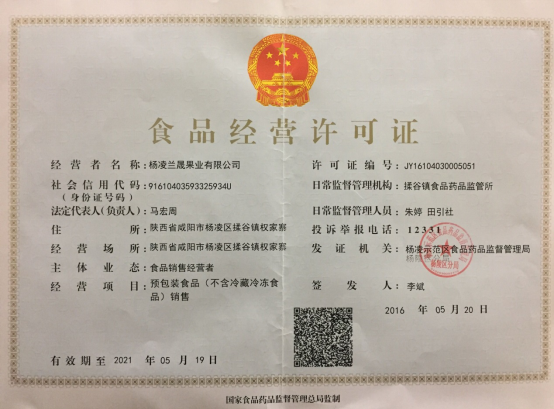 食品经营许可证
经营者名称：杨凌兰晟果业有限公司
社会信用代码：91610403593325934U
（身份证号码）
法定代表人（负责人）：马宏周
住所：陕西省咸阳市杨凌区揉谷镇权家寨
经营场所：陕西省咸阳市杨凌区揉谷镇权家寨
主体业态：食品销售经营者
经营项目：预包装食品（不含冷藏冷冻食
品）销售
许可证编号：JY16104030005051
日常监督管理机构：揉谷镇食品药品监管所
日常监督管理人员：朱婷 田引社
投诉举报电话：12331
发证机关：杨凌示范区食品药品监督管理局
杨陵区分局
签发人：李斌
2016 年 05 月 20 日
有效期至 2021 年 05 月 19 日
国家食品药品监督管理总局监制